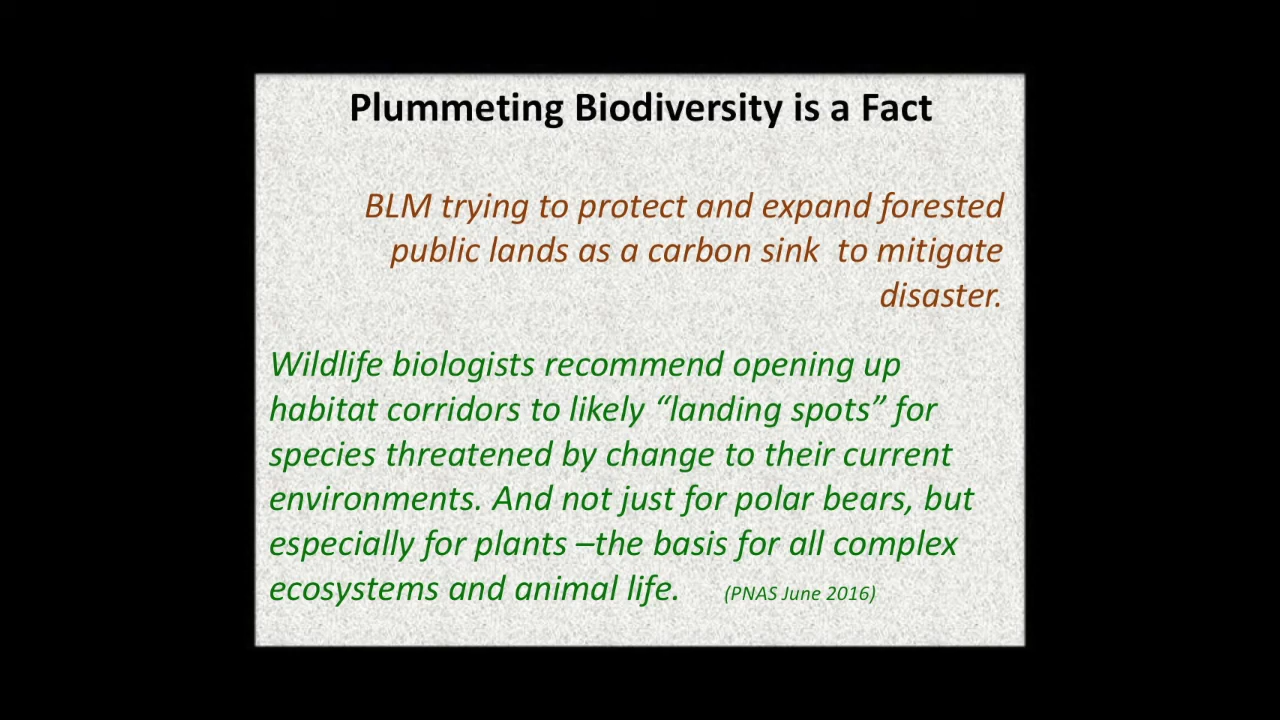 Plummeting Biodiversity is a Fact
BLM trying to protect and expand forested
public lands as a carbon sink  to mitigate
disaster.
Wildlife biologists recommend opening up
habitat corridors to likely “landing spots” for
species threatened by change to their current
environments. And not just for polar bears, but
especially for plants –the basis for all complex
ecosystems and animal life. (PNAS June 2016)